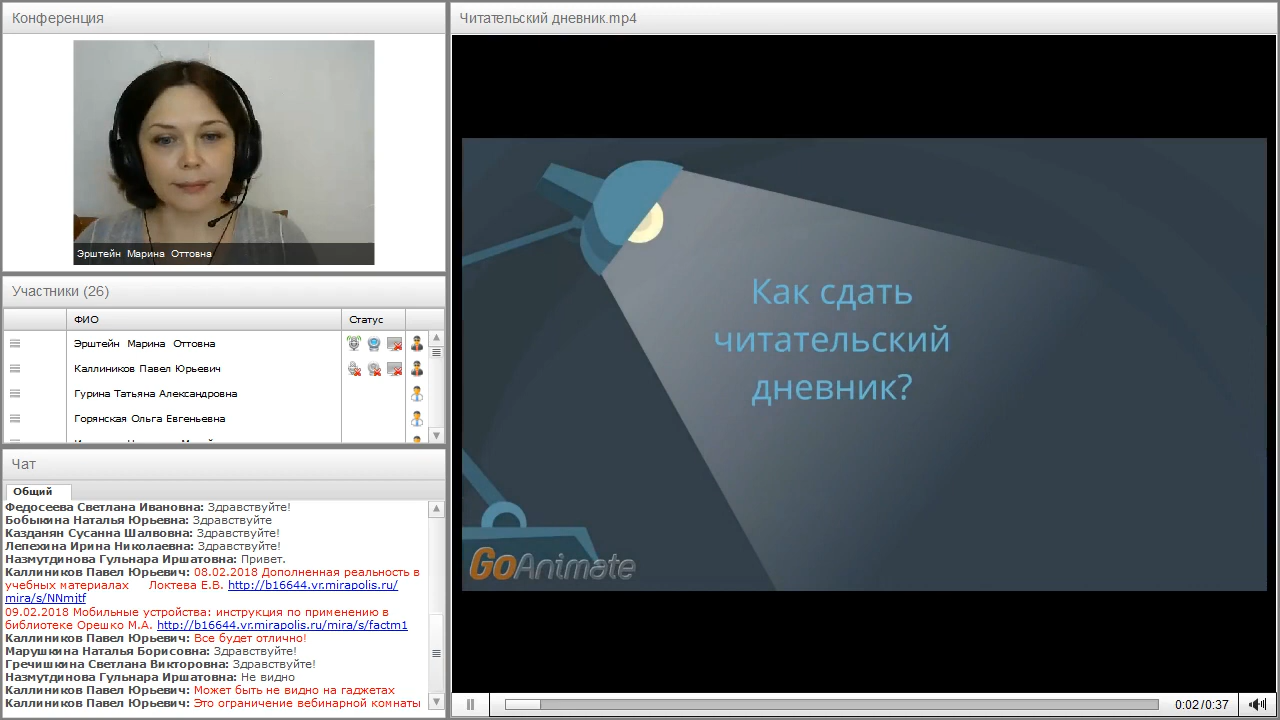 Конференция
Эрштейн Марина Оттовна
Участники (26)
ФИО
Статус
Эрштейн Марина Оттовна
Каллиников Павел Юрьевич
Гурина Татьяна Александровна
Горянская Ольга Евгеньевна
Чат
Общий
Федосеева Светлана Ивановна: Здравствуйте!
Бобыкина Наталья Юрьевна: Здравствуйте
Казданян Сусанна Шалвовна: Здравствуйте!
Лепехина Ирина Николаевна: Здравствуйте!
Назмутдинова Гульнара Иршатовна: Привет.
Каллиников Павел Юрьевич: 08.02.2018 Дополненная реальность в
учебных материалах Локтева Е.В. http://b16644.vr.mirapolis.ru/
mira/s/NNmjtf
09.02.2018 Мобильные устройства: инструкция по применению в
библиотеке Орешко М.А. http://b16644.vr.mirapolis.ru/mira/s/factm1
Каллиников Павел Юрьевич: Все будет отлично!
Марушкина Наталья Борисовна: Здравствуйте!
Гречишкина Светлана Викторовна: Здравствуйте!
Назмутдинова Гульнара Иршатовна: Не видно
Каллиников Павел Юрьевич: Может быть не видно на гаджетах
Каллиников Павел Юрьевич: Это ограничение вебинарной комнаты
Читательский дневник.mp4
Как сдать
читательский
дневник?
GoAnimate
0:02/0:37